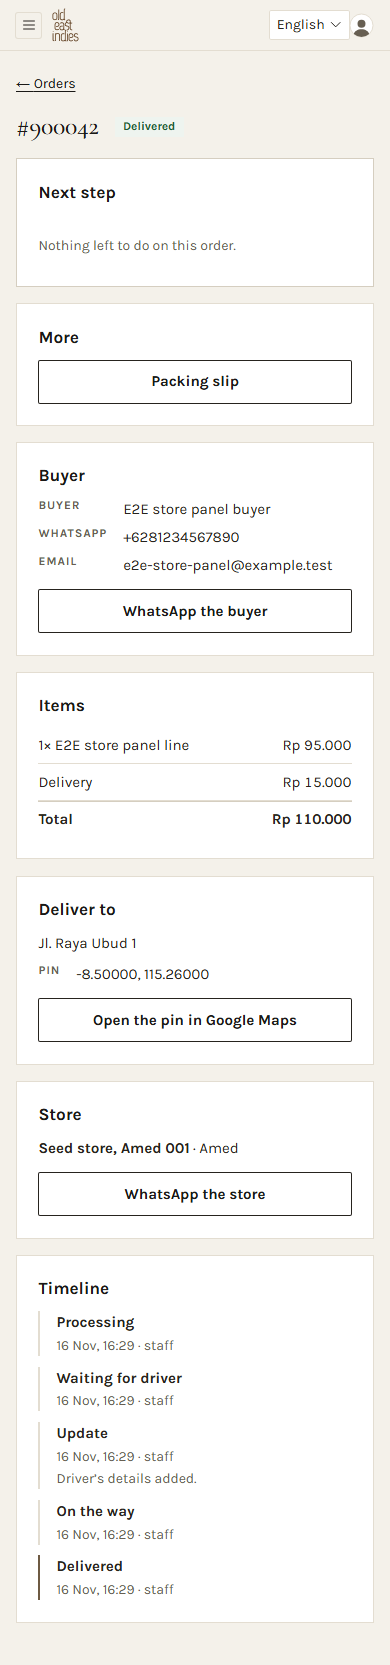 old
east
indies
English
← Orders
#900042
Delivered
Next step
Nothing left to do on this order.
More
Packing slip
Buyer
BUYER E2E store panel buyer
WHATSAPP +6281234567890
EMAIL e2e-store-panel@example.test
WhatsApp the buyer
Items
1× E2E store panel line Rp 95.000
Delivery Rp 15.000
Total Rp 110.000
Deliver to
Jl. Raya Ubud 1
PIN -8.50000, 115.26000
Open the pin in Google Maps
Store
Seed store, Amed 001 · Amed
WhatsApp the store
Timeline
Processing
16 Nov, 16:29 · staff
Waiting for driver
16 Nov, 16:29 · staff
Update
16 Nov, 16:29 · staff
Driver's details added.
On the way
16 Nov, 16:29 · staff
Delivered
16 Nov, 16:29 · staff